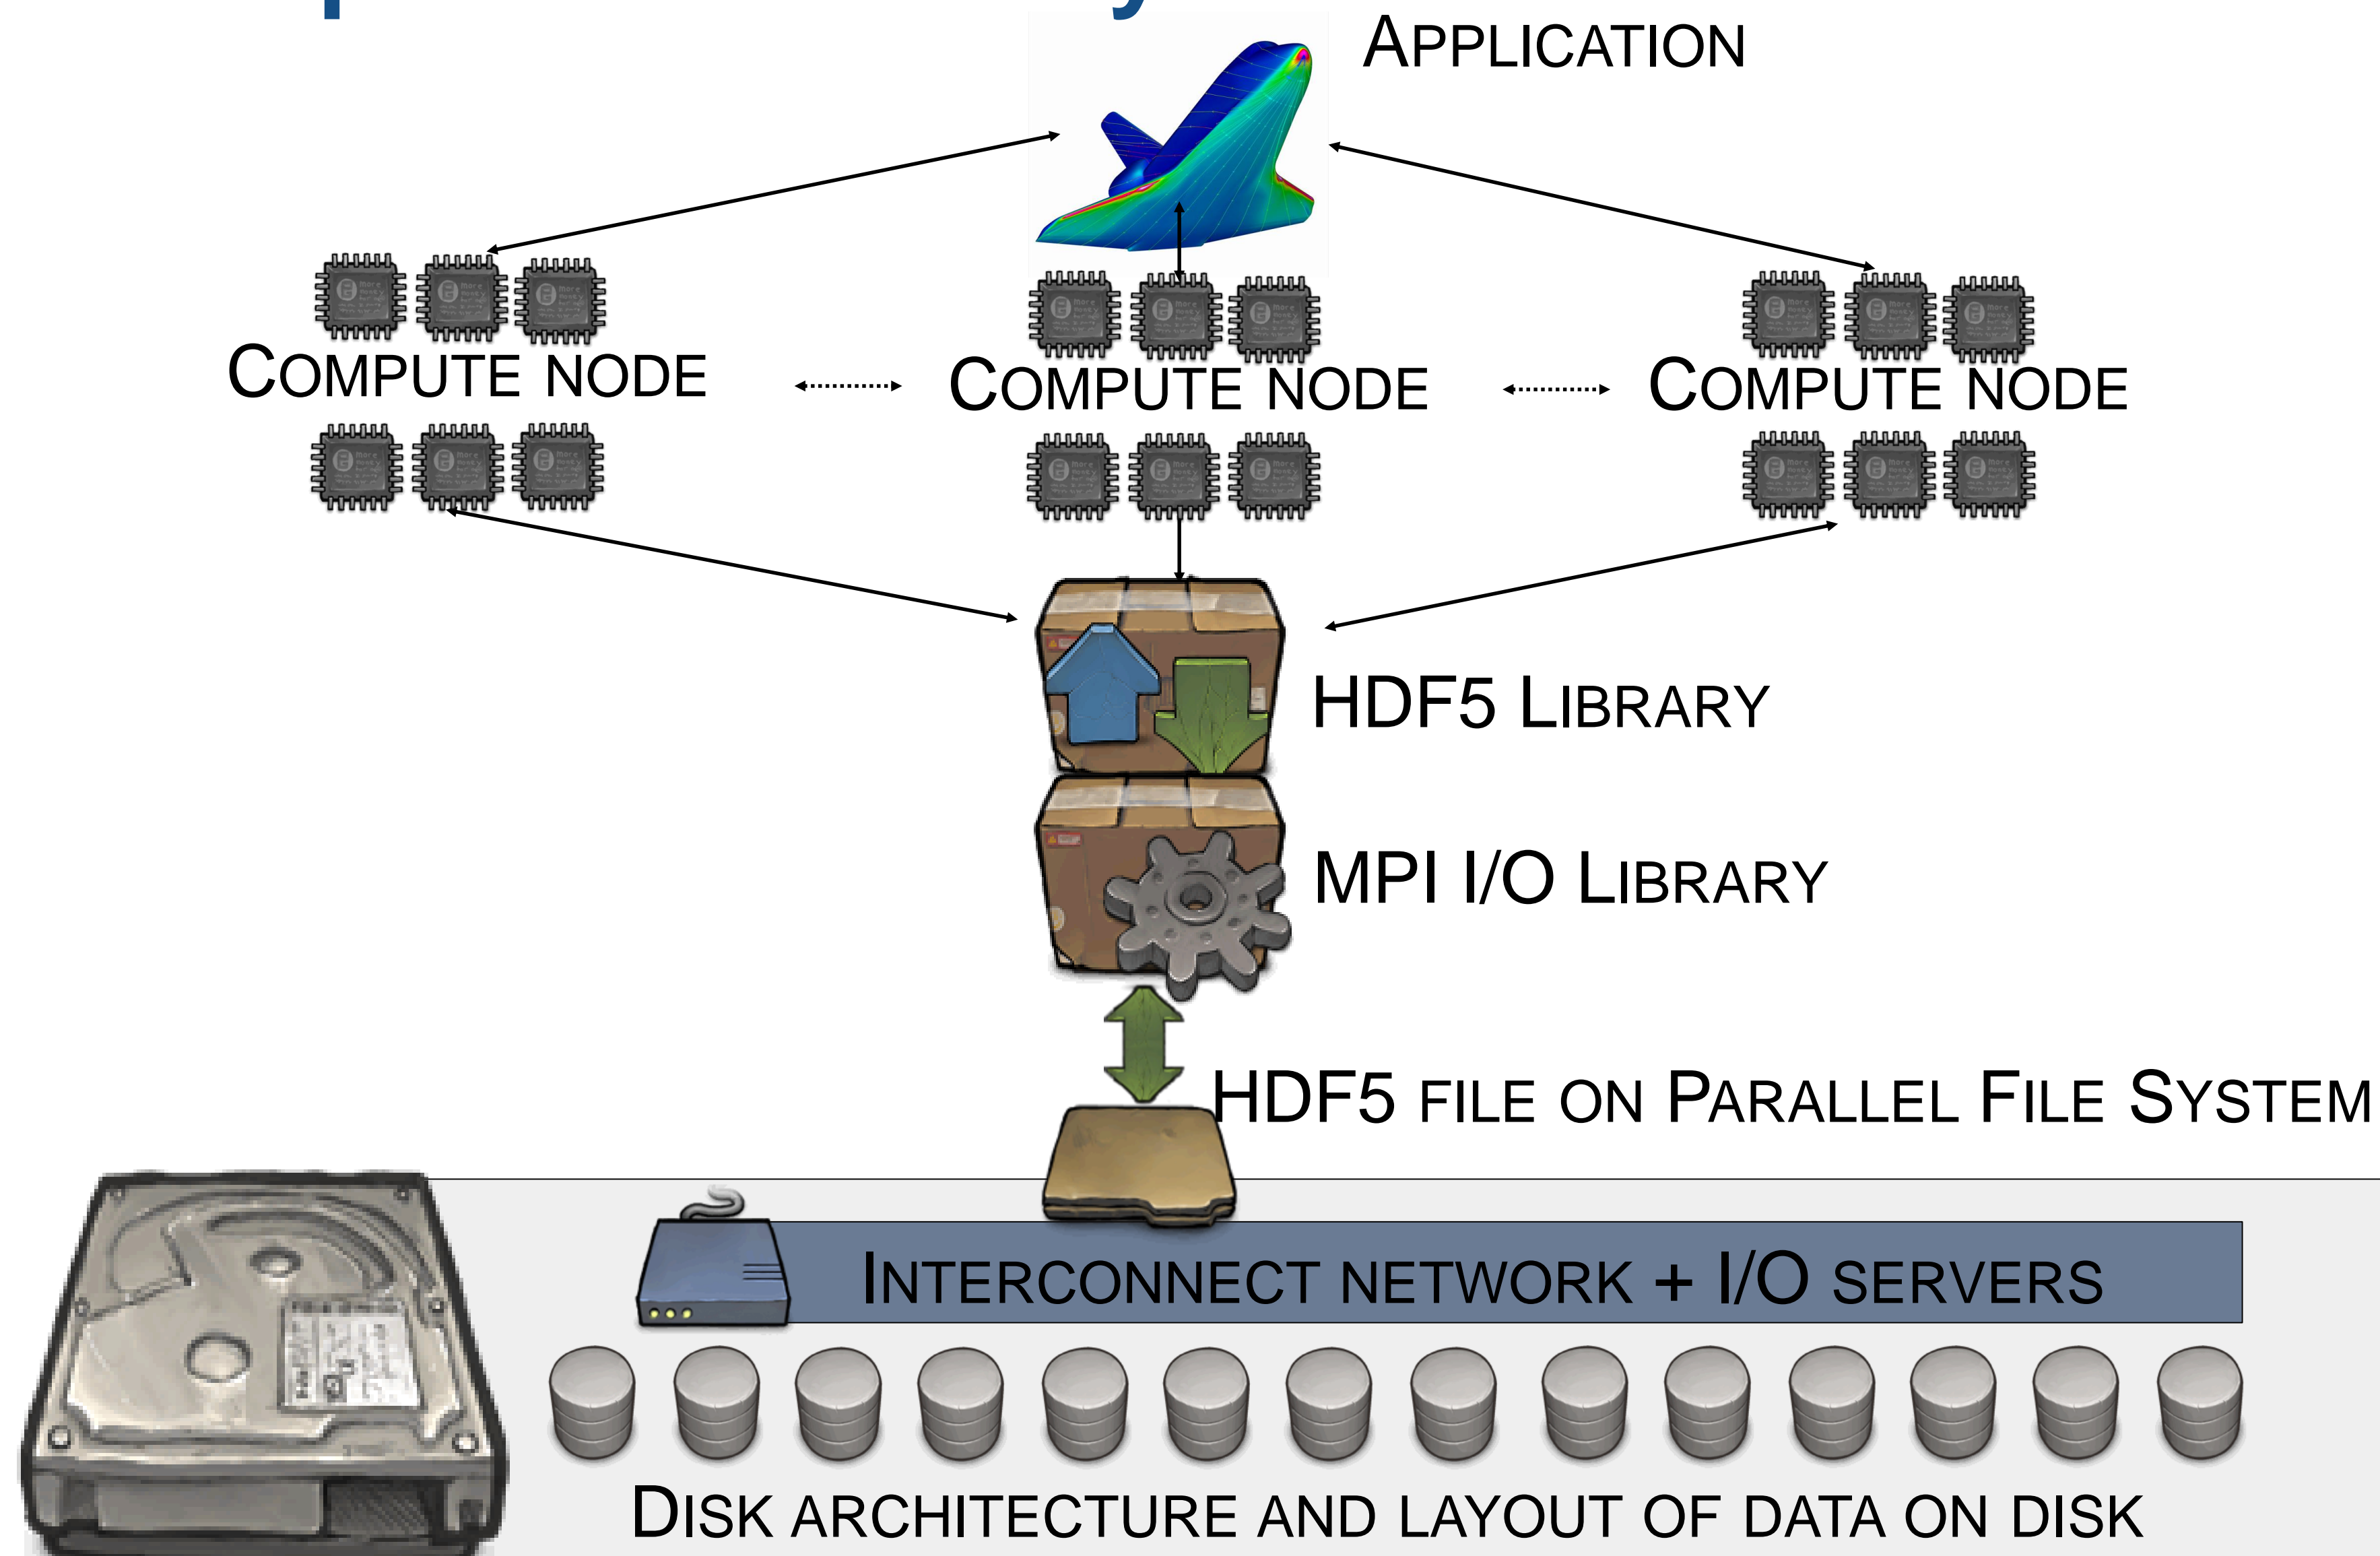 APPLICATION
COMPUTE NODE
COMPUTE NODE
COMPUTE NODE
HDF5 LIBRARY
MPI I/O LIBRARY
HDF5 FILE ON PARALLEL FILE SYSTEM
INTERCONNECT NETWORK + I/O SERVERS
DISK ARCHITECTURE AND LAYOUT OF DATA ON DISK